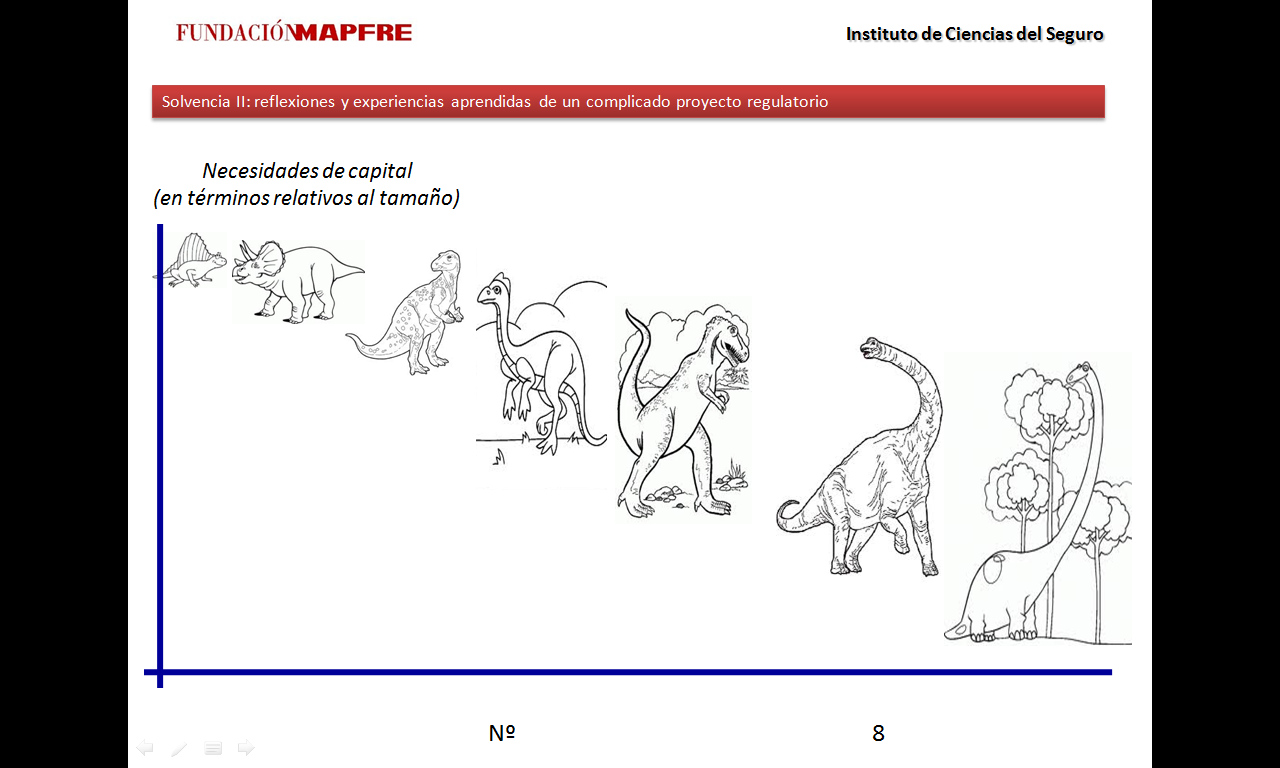 FUNDACIÓNMAPFRE
Instituto de Ciencias del Seguro
Solvencia II: reflexiones y experiencias aprendidas de un complicado proyecto regulatorio
Necesidades de capital
(en términos relativos al tamaño)
Nº
8